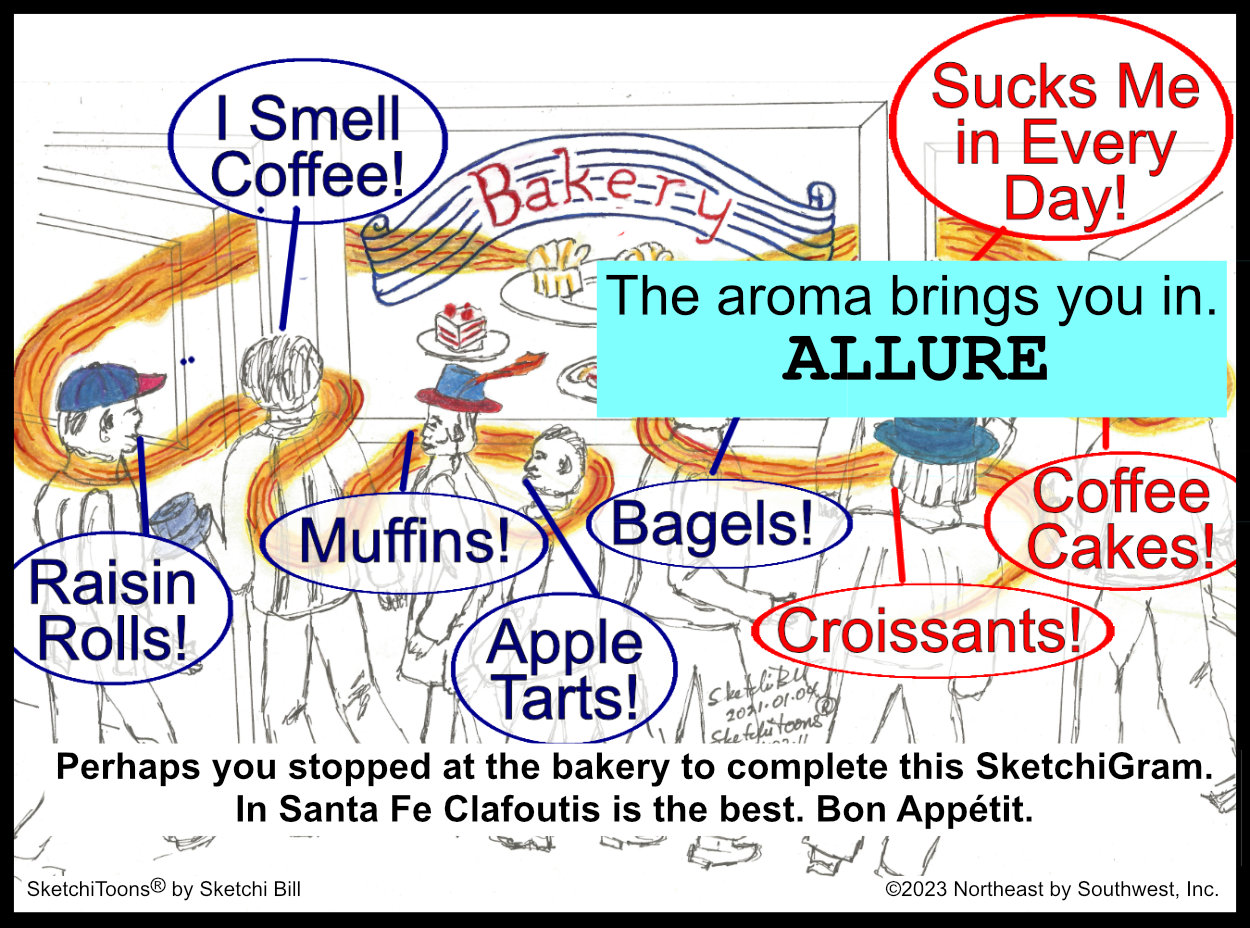 I Smell
Coffee!
Sucks Me
in Every
Day!
Bakery
The aroma brings you in.
ALLURE
Muffins!
Bagels!
Coffee
Cakes!
Raisin
Rolls!
Apple
Tarts!
Croissants!
SketchiBill
2021.01.04
SketchiToons®
Perhaps you stopped at the bakery to complete this SketchiGram.
In Santa Fe Clafoutis is the best. Bon Appétit.
SketchiToons® by Sketchi Bill
©2023 Northeast by Southwest, Inc.